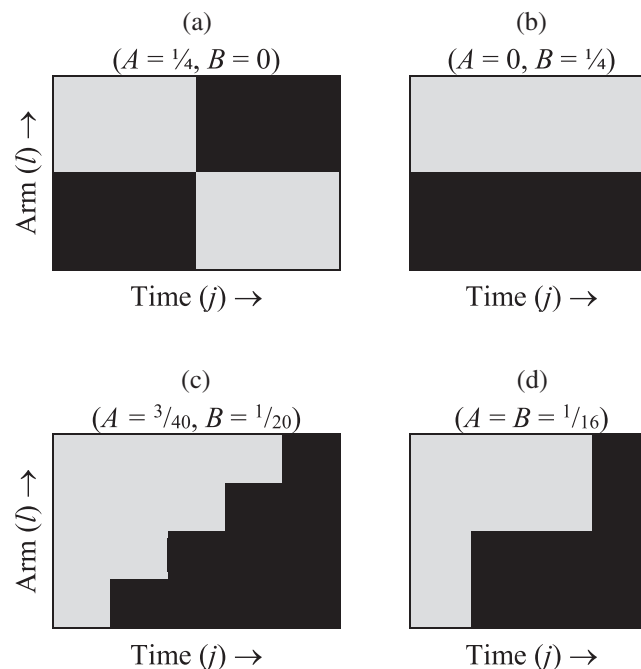 (a)
(A = ¼, B = 0)
(b)
(A = 0, B = ¼)
Arm (l) →
Time (j) →
Time (j) →
(c)
(A = 3/40, B = 1/20)
(d)
(A = B = 1/16)
Arm (l) →
Time (j) →
Time (j) →